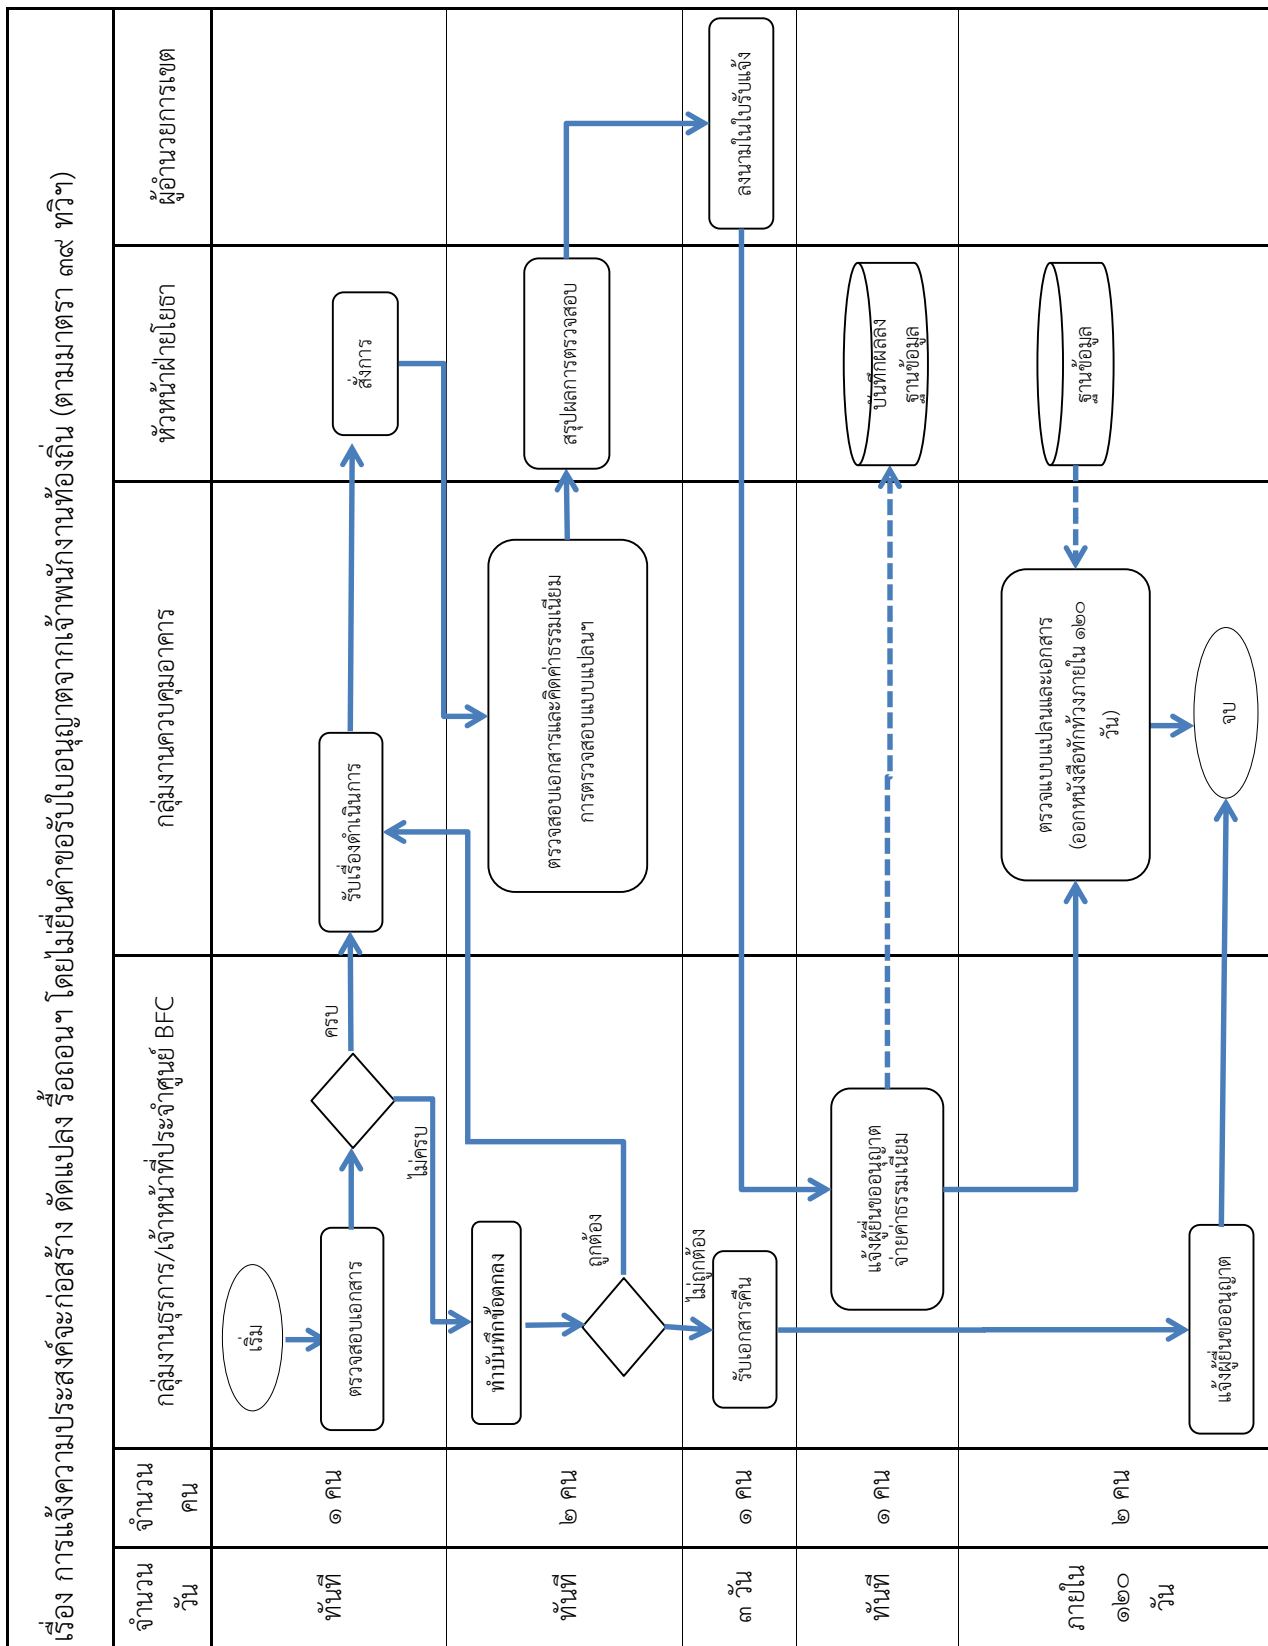 เรื่อง การแจ้งความประสงค์จะก่อสร้าง ดัดแปลง รื้อถอนฯ โดยไม่ยื่นคำขอรับใบอนุญาตจากเจ้าพนักงานท้องถิ่น (ตามมาตรา ๓๙ ทวิฯ)
จำนวน
วัน
จำนวน
คน
กลุ่มงานธุรการ/เจ้าหน้าที่ประจำศูนย์ BFC
กลุ่มงานควบคุมอาคาร
หัวหน้าฝ่ายโยธา
ผู้อำนวยการเขต
ทันที
๑ คน
เริ่ม
ตรวจสอบเอกสาร
ครบ
ไม่ครบ
รับเรื่องดำเนินการ
สั่งการ
ทันที
๒ คน
ทำบันทึกข้อตกลง
ถูกต้อง
ไม่ถูกต้อง
ตรวจสอบเอกสารและคิดค่าธรรมเนียม
การตรวจสอบแบบแปลนฯ
สรุปผลการตรวจสอบ
๓ วัน
๑ คน
รับเอกสารคืน
ลงนามในใบรับแจ้ง
ทันที
๑ คน
แจ้งผู้ยื่นขออนุญาต
จ่ายค่าธรรมเนียม
บันทึกผลลง
ฐานข้อมูล
ภายใน
๑๒๐
วัน
๒ คน
แจ้งผู้ยื่นขออนุญาต
ตรวจแบบแปลนและเอกสาร
(ออกหนังสือทักท้วงภายใน ๑๒๐
วัน)
จบ
ฐานข้อมูล